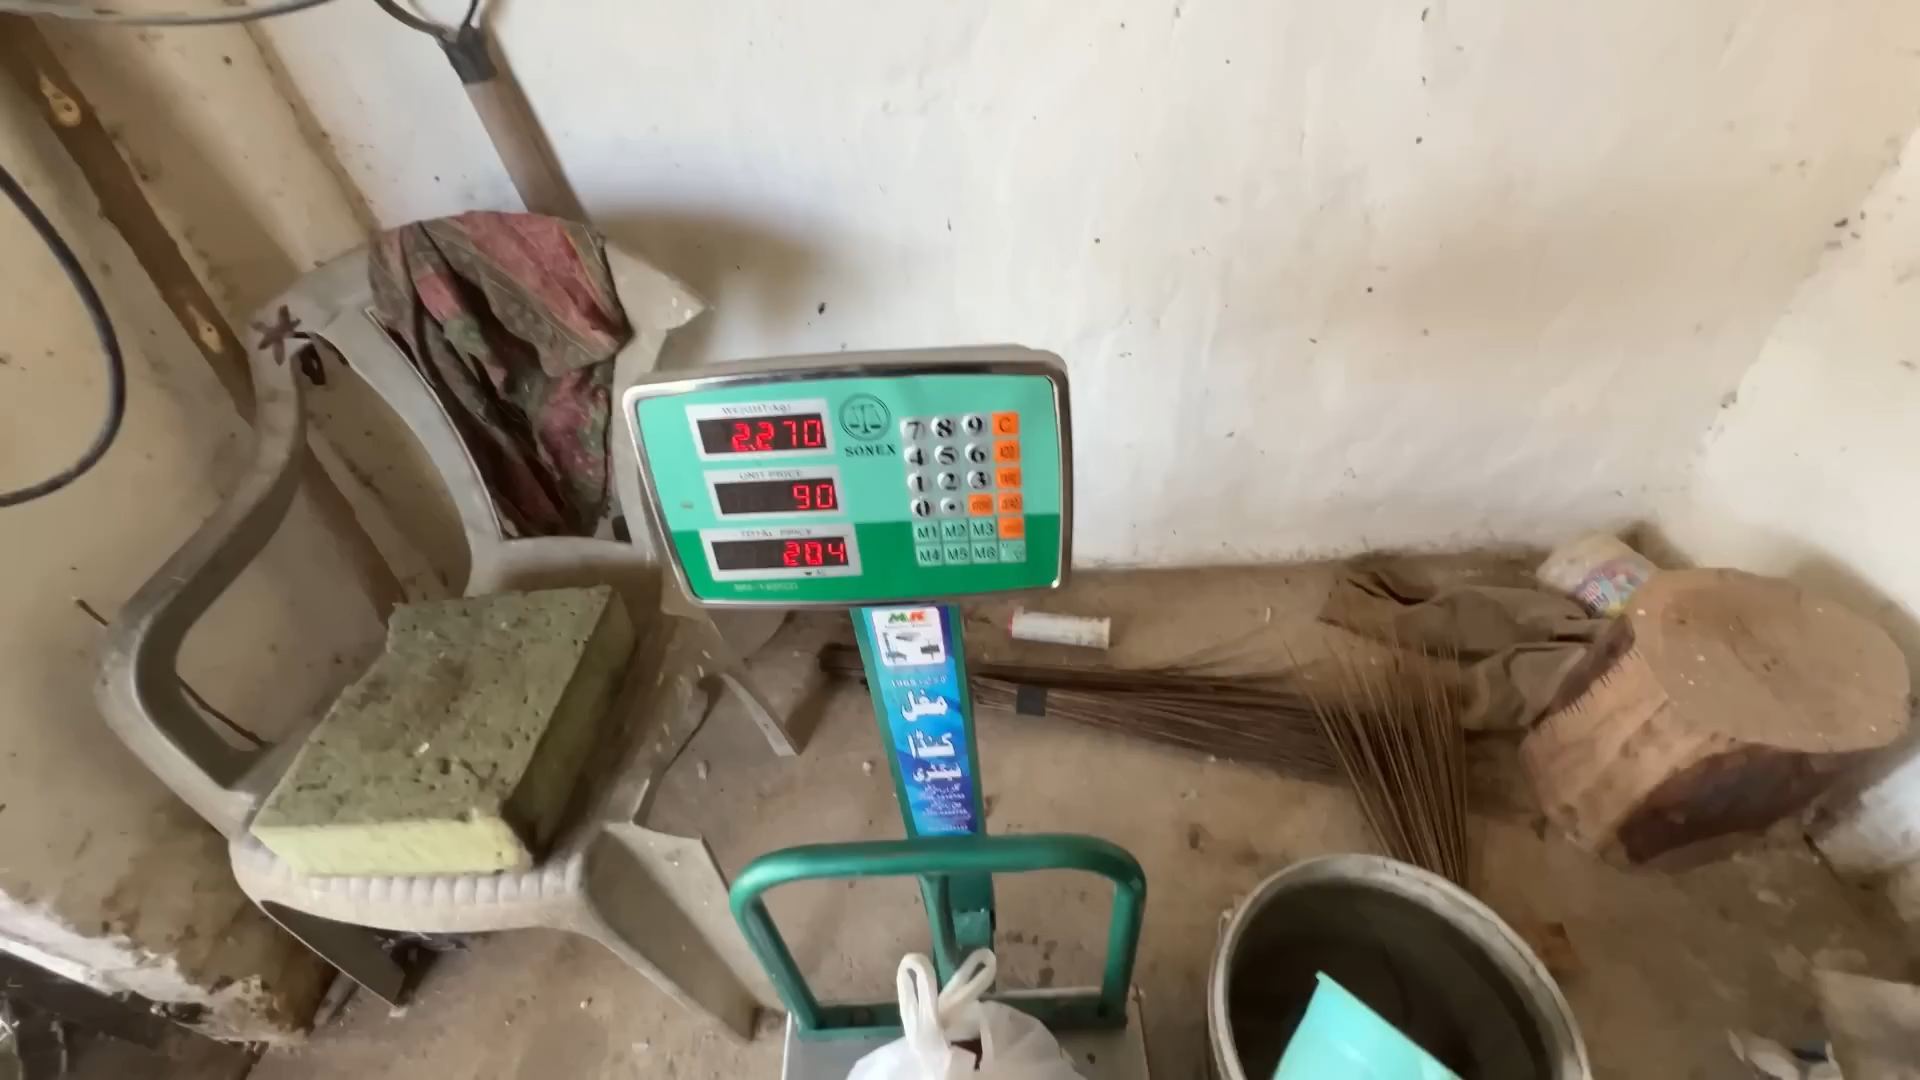 WEIGHT(kg)
2.270
SONEX
UNIT PRICE
90
TOTAL PRICE
204
7 8 9 C
4 5 6
1 2 3
0 .
M1 M2 M3
M4 M5 M6
مغل
کنڈا
فیکٹری